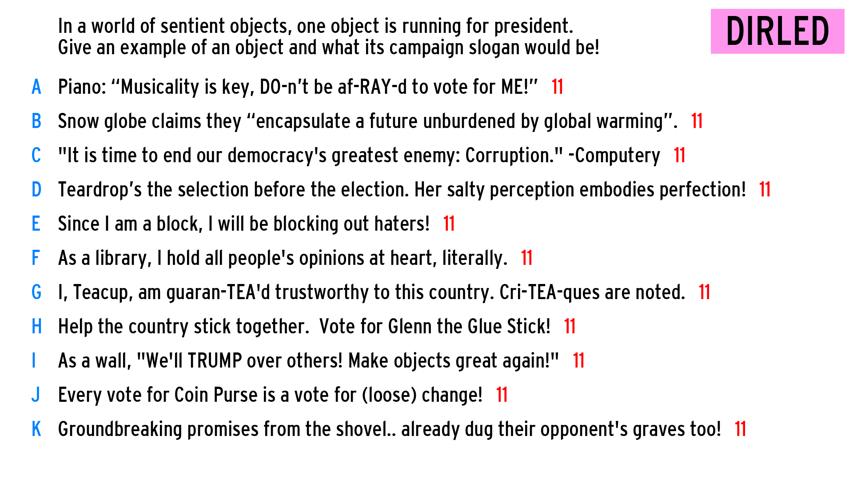 In a world of sentient objects, one object is running for president.
Give an example of an object and what its campaign slogan would be!
DIRLED
A Piano: “Musicality is key, DO-n’t be af-RAY-d to vote for ME!” 11
B Snow globe claims they “encapsulate a future unburdened by global warming”. 11
C "It is time to end our democracy's greatest enemy: Corruption." -Computery 11
D Teardrop’s the selection before the election. Her salty perception embodies perfection! 11
E Since I am a block, I will be blocking out haters! 11
F As a library, I hold all people's opinions at heart, literally. 11
G I, Teacup, am guaran-TEA'd trustworthy to this country. Cri-TEA-ques are noted. 11
H Help the country stick together. Vote for Glenn the Glue Stick! 11
I As a wall, "We'll TRUMP over others! Make objects great again!" 11
J Every vote for Coin Purse is a vote for (loose) change! 11
K Groundbreaking promises from the shovel.. already dug their opponent's graves too! 11